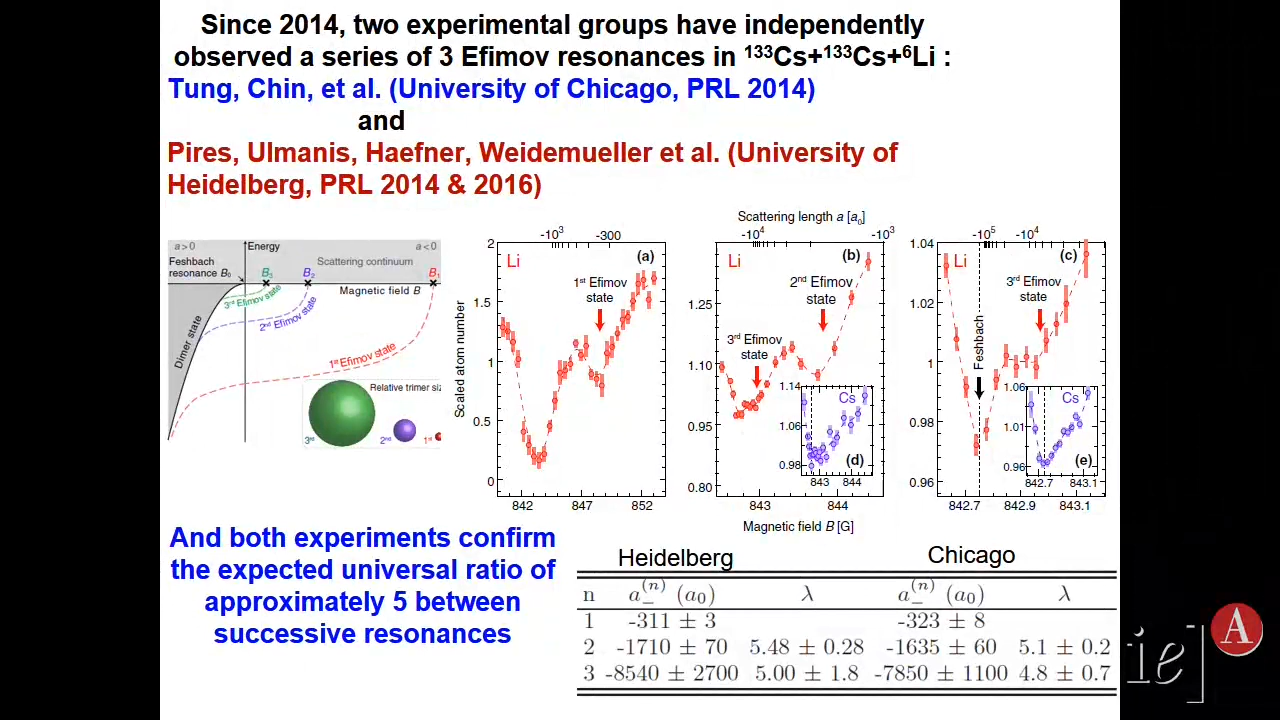 Since 2014, two experimental groups have independently
observed a series of 3 Efimov resonances in ¹³³Cs+¹³³Cs+⁶Li :
Tung, Chin, et al. (University of Chicago, PRL 2014)
and
Pires, Ulmanis, Haefner, Weidemueller et al. (University of
Heidelberg, PRL 2014 & 2016)
a>0 Energy a<0
Feshbach
resonance B₀
Scattering continuum
B₃ B₂ B₁
Magnetic field B
3rd Efimov state
2nd Efimov state
1st Efimov state
Dimer state
Relative trimer siz
3rd 2nd 1st
Scattering length a [a₀]
-10³ -300
Li (a)
1st Efimov
state
Scaled atom number
2
1.5
1
0.5
0
842 847 852
-10⁴ -10³
Li (b)
2nd Efimov
state
3rd Efimov
state
1.25
1.10
0.95
0.80
843 844
Cs
(d)
1.14
1.06
0.98
843 844
Magnetic field B [G]
-10⁵ -10⁴
Li (c)
3rd Efimov
state
Feshbach
1.04
1.02
1
0.98
0.96
842.7 842.9 843.1
Cs
(e)
1.06
1.01
0.96
842.7 843.1
And both experiments confirm
the expected universal ratio of
approximately 5 between
successive resonances
Heidelberg Chicago
n a₋⁽ⁿ⁾ (a₀) λ a₋⁽ⁿ⁾ (a₀) λ
1 -311 ± 3 -323 ± 8
2 -1710 ± 70 5.48 ± 0.28 -1635 ± 60 5.1 ± 0.2
3 -8540 ± 2700 5.00 ± 1.8 -7850 ± 1100 4.8 ± 0.7
ie]
A